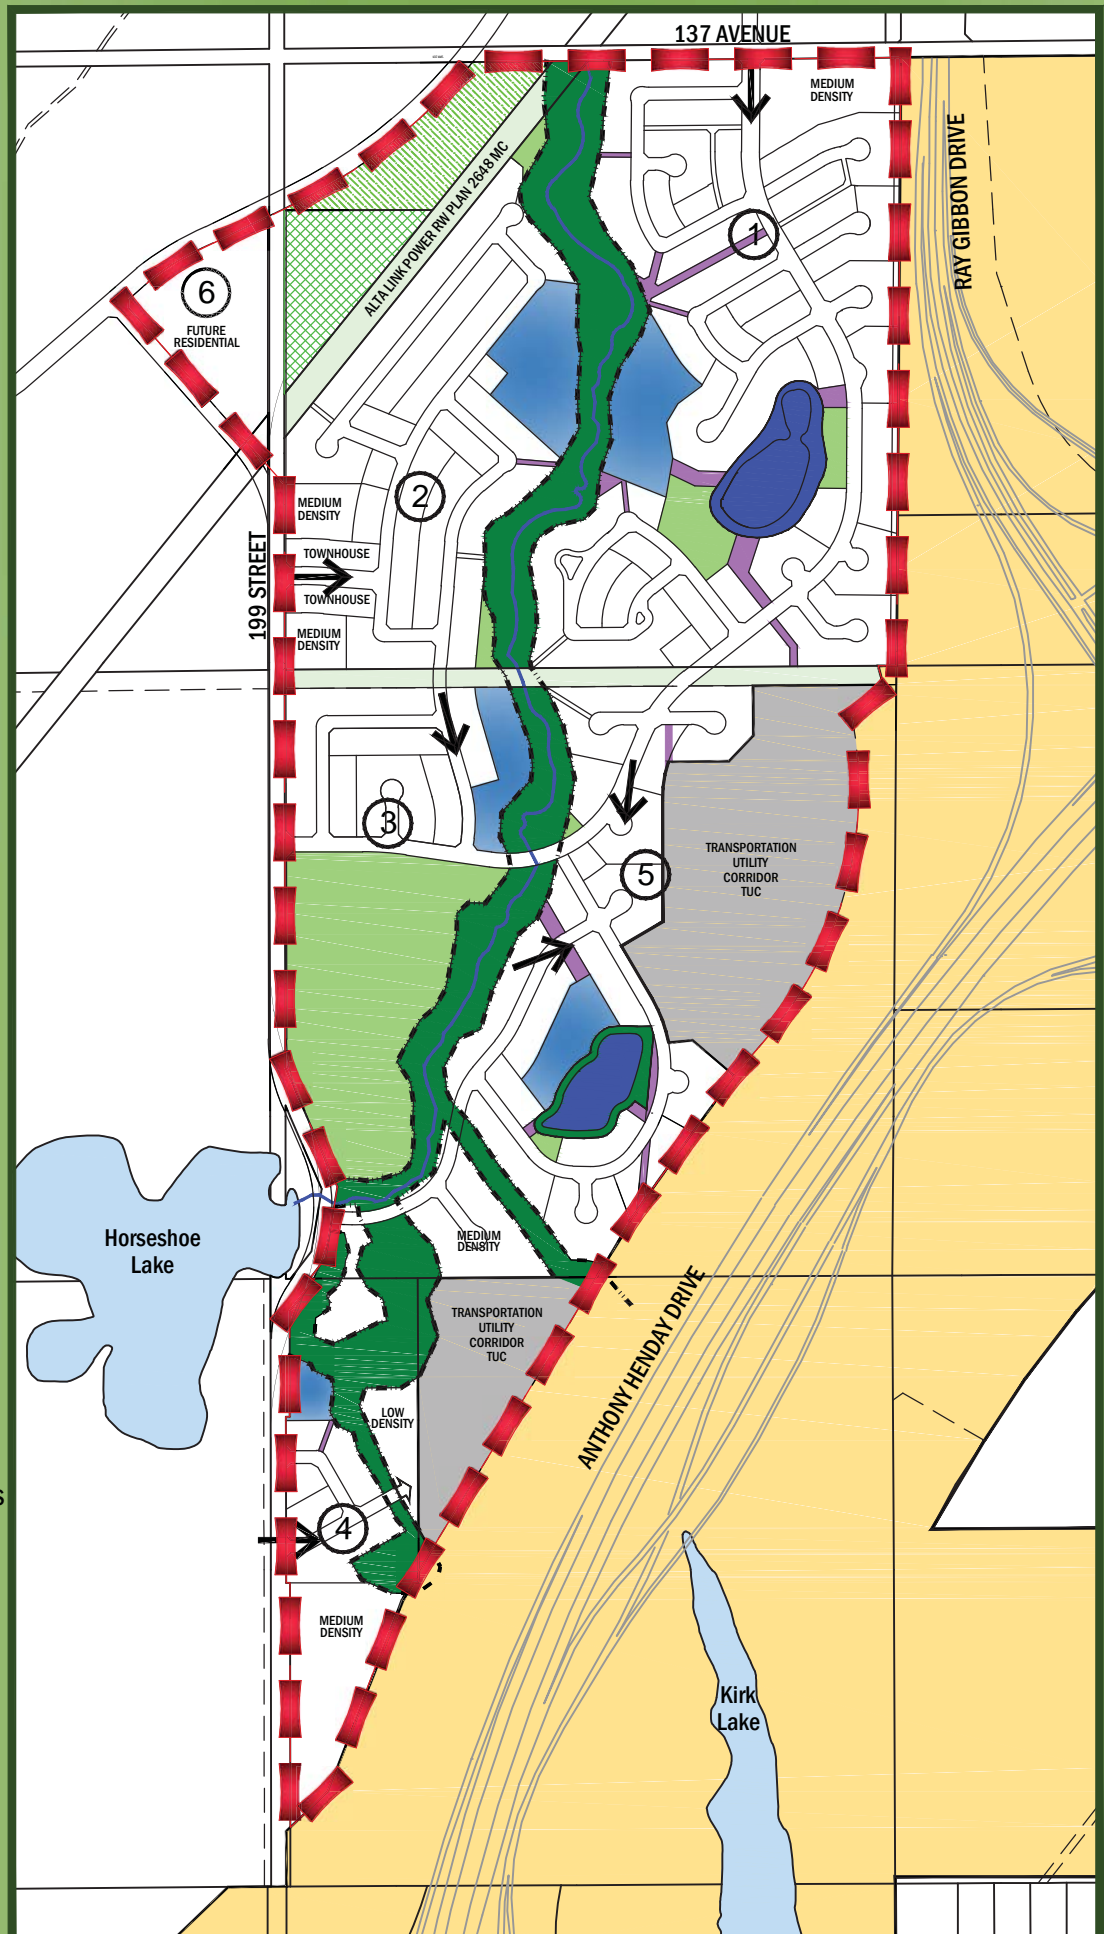 137 AVENUE
MEDIUM
DENSITY
RAY GIBBON DRIVE
ALTA LINK POWER RW PLAN 2648 MC
1
6
FUTURE
RESIDENTIAL
2
MEDIUM
DENSITY
199 STREET
TOWNHOUSE
TOWNHOUSE
MEDIUM
DENSITY
3
TRANSPORTATION
UTILITY
CORRIDOR
TUC
5
Horseshoe
Lake
MEDIUM
DENSITY
TRANSPORTATION
UTILITY
CORRIDOR
TUC
ANTHONY HENDAY DRIVE
LOW
DENSITY
4
MEDIUM
DENSITY
Kirk
Lake